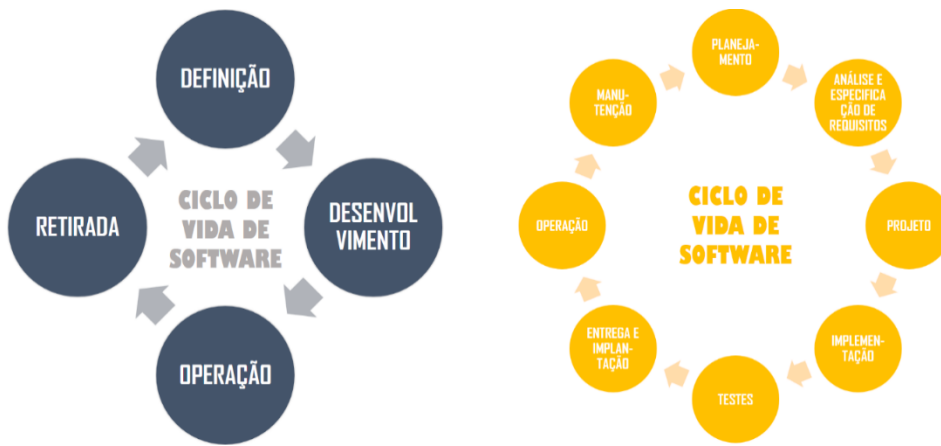 DEFINIÇÃO
DESENVOL
VIMENTO
OPERAÇÃO
RETIRADA
CICLO DE
VIDA DE
SOFTWARE
PLANEJA-
MENTO
ANÁLISE E
ESPECIFICA
ÇÃO DE
REQUISITOS
PROJETO
IMPLEMEN-
TAÇÃO
TESTES
ENTREGA E
IMPLAN-
TAÇÃO
OPERAÇÃO
MANU-
TENÇÃO
CICLO DE
VIDA DE
SOFTWARE